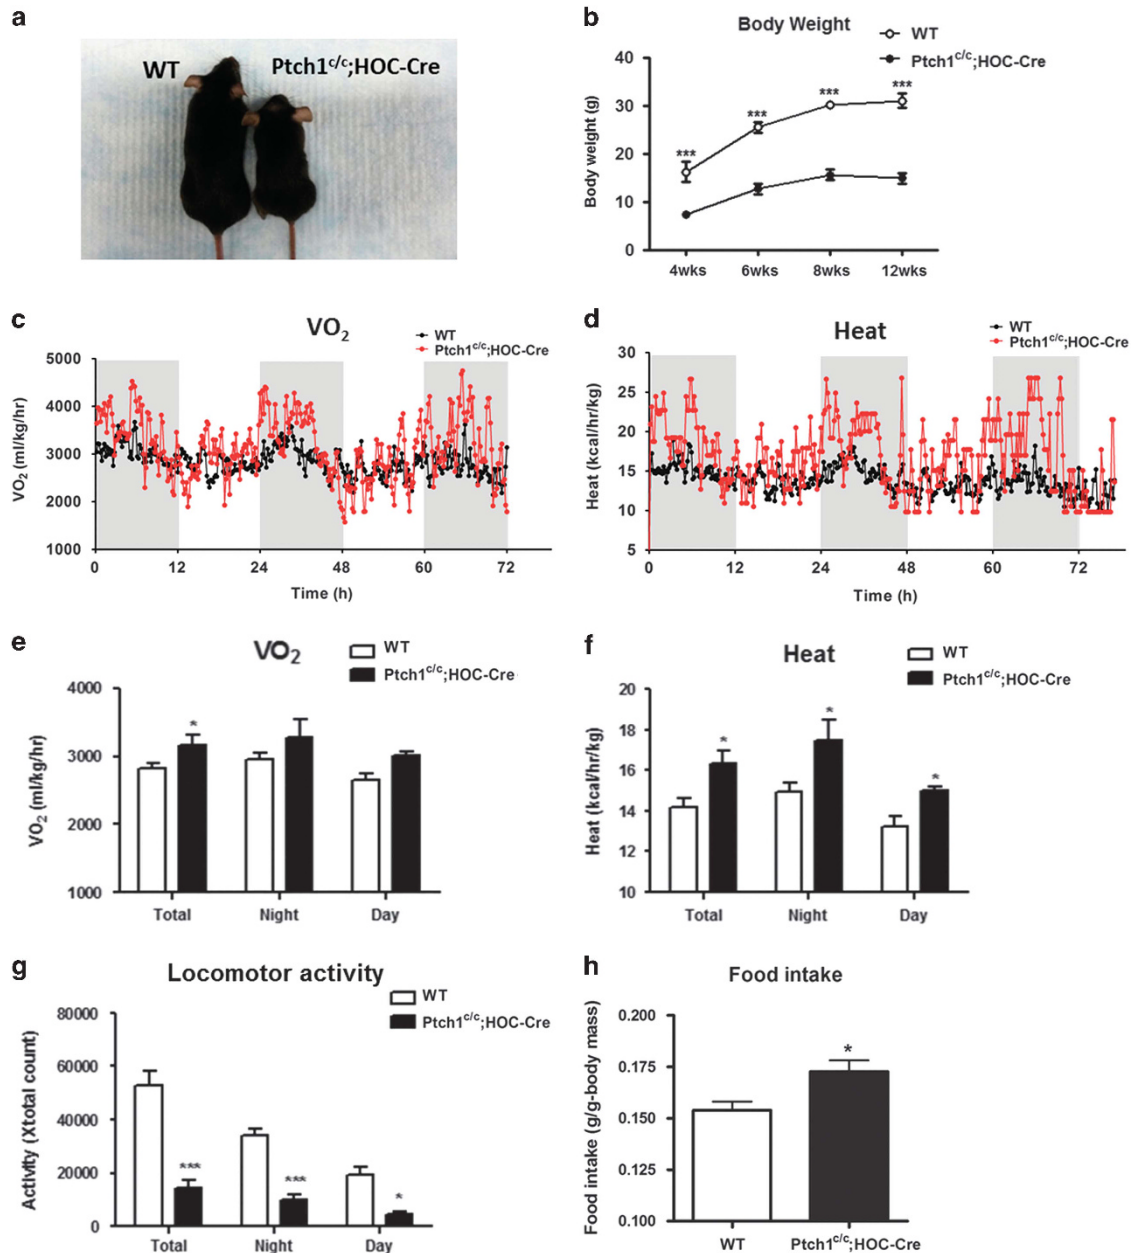 a
WT
Ptch1c/c;HOC-Cre
b
Body Weight
WT
Ptch1c/c;HOC-Cre
Body weight (g)
40
30
20
10
0
***
***
***
***
4wks
6wks
8wks
12wks
c
VO2
WT
Ptch1c/c;HOC-Cre
VO2 (ml/kg/hr)
5000
4000
3000
2000
1000
0
12
24
36
48
60
72
Time (h)
d
Heat
WT
Ptch1c/c;HOC-Cre
Heat (kcal/hr/kg)
30
25
20
15
10
5
0
12
24
36
48
60
72
Time (h)
e
VO2
WT
Ptch1c/c;HOC-Cre
VO2 (ml/kg/hr)
4000
3000
2000
1000
*
Total
Night
Day
f
Heat
WT
Ptch1c/c;HOC-Cre
Heat (kcal/hr/kg)
20
18
16
14
12
10
*
*
*
Total
Night
Day
g
Locomotor activity
WT
Ptch1c/c;HOC-Cre
Activity (Xtotal count)
80000
60000
40000
20000
0
***
***
*
Total
Night
Day
h
Food intake
Food intake (g/g-body mass)
0.200
0.175
0.150
0.125
0.100
*
WT
Ptch1c/c;HOC-Cre